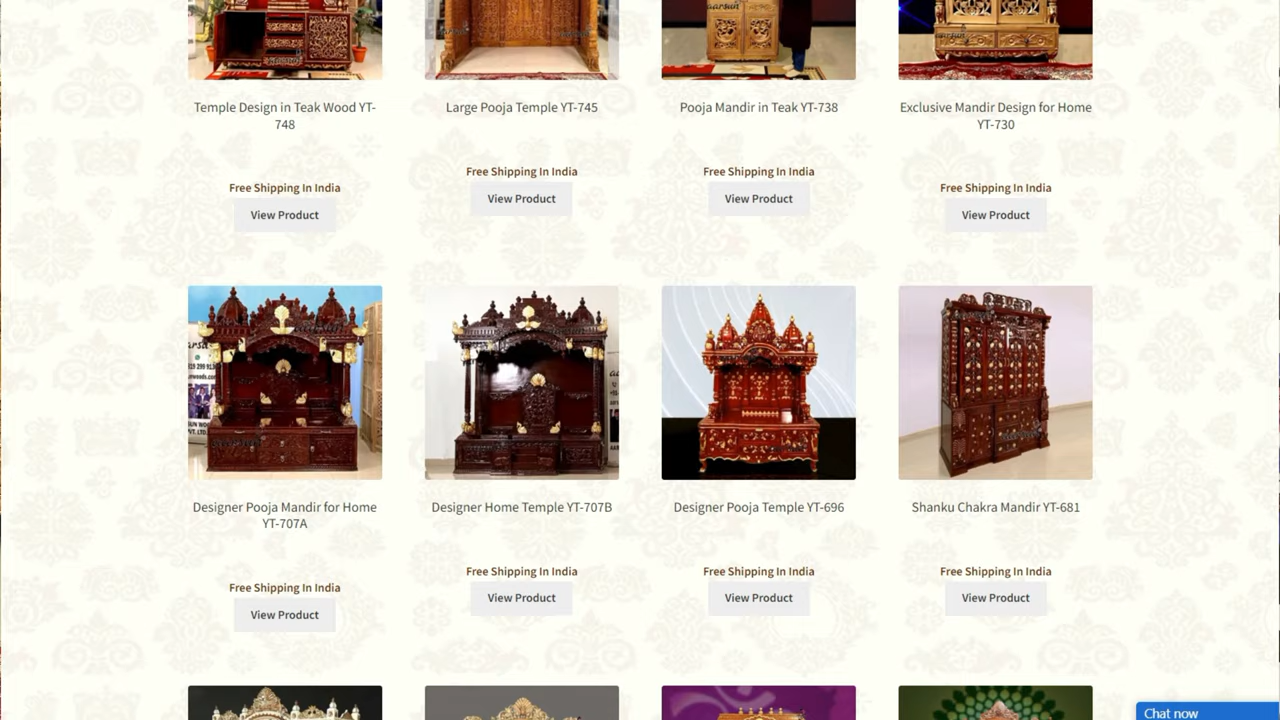 Temple Design in Teak Wood YT-
748
Large Pooja Temple YT-745
Pooja Mandir in Teak YT-738
Exclusive Mandir Design for Home
YT-730
Free Shipping In India
View Product
Free Shipping In India
View Product
Free Shipping In India
View Product
Free Shipping In India
View Product
Designer Pooja Mandir for Home
YT-707A
Designer Home Temple YT-707B
Designer Pooja Temple YT-696
Shanku Chakra Mandir YT-681
Free Shipping In India
View Product
Free Shipping In India
View Product
Free Shipping In India
View Product
Free Shipping In India
View Product
Chat now